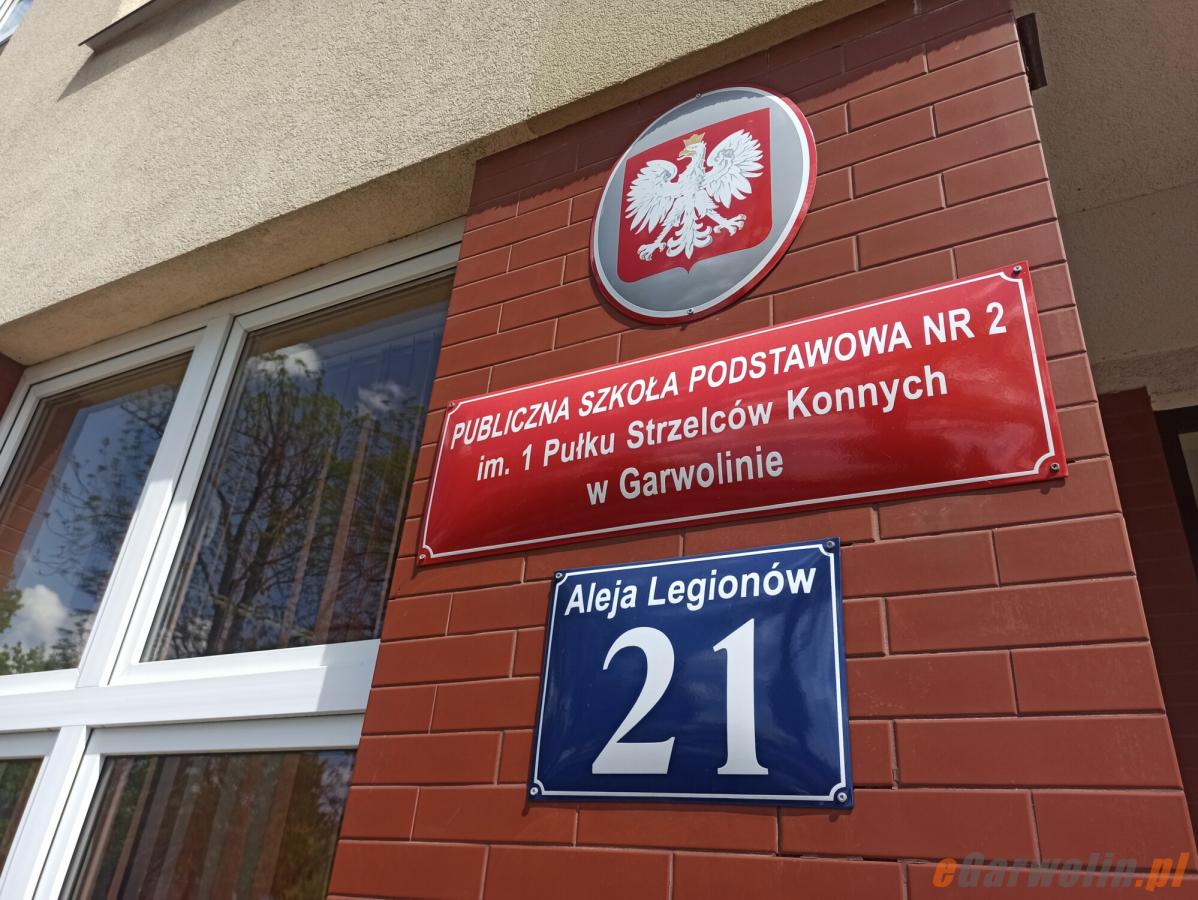 PUBLICZNA SZKOŁA PODSTAWOWA NR 2
im. 1 Pułku Strzelców Konnych
w Garwolinie
Aleja Legionów
21
eGarwolin.pl